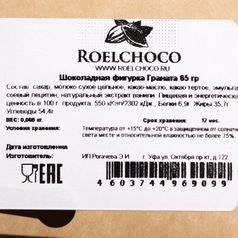 ROELCHOCO
WWW.ROELCHOCO.RU
Шоколадная фигурка Граната 65 гр
Состав: сахар, молоко сухое цельное, какао-масло, какао тертое, эмульга
соевый лецитин, натуральный экстракт ванили. Пищевая и энергетическ
ценность в 100 г. продукта: 550 кКал/2302 кДж, Белки 6,9г Жиры 35,7г
Углеводы 54,4г
Вес: 0,065 кг. Срок хранения: 12 мес.
Условия хранения: Температура от +15°С до +20°С в защищенном от солнечн
света месте и относительной влажности не более 75 %.
Дата изготовления:
Изготовитель: ИП Рогачева Э.И г. Уфа ул. Октября пр-кт, д.122
EAC
4603744969099